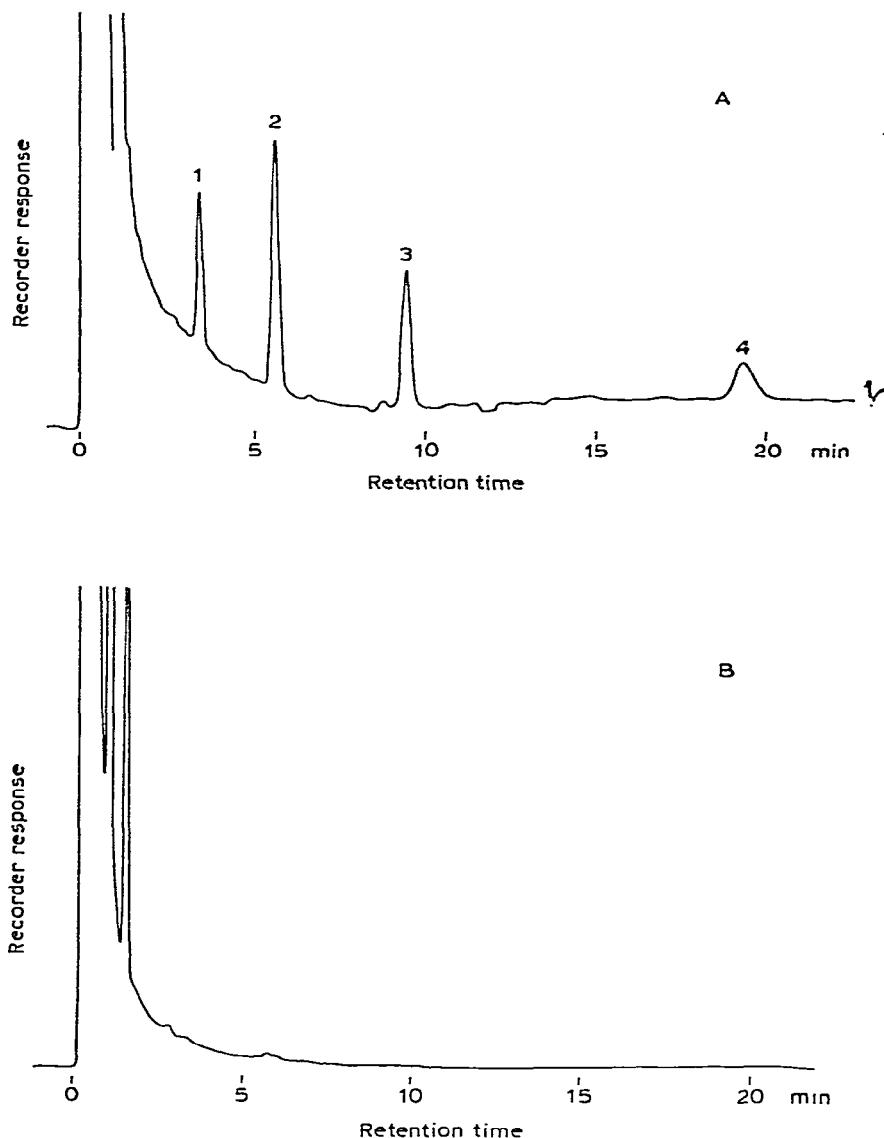 A
Recorder response
1
2
3
4
0 5 10 15 20 min
Retention time
B
Recorder response
0 5 10 15 20 min
Retention time